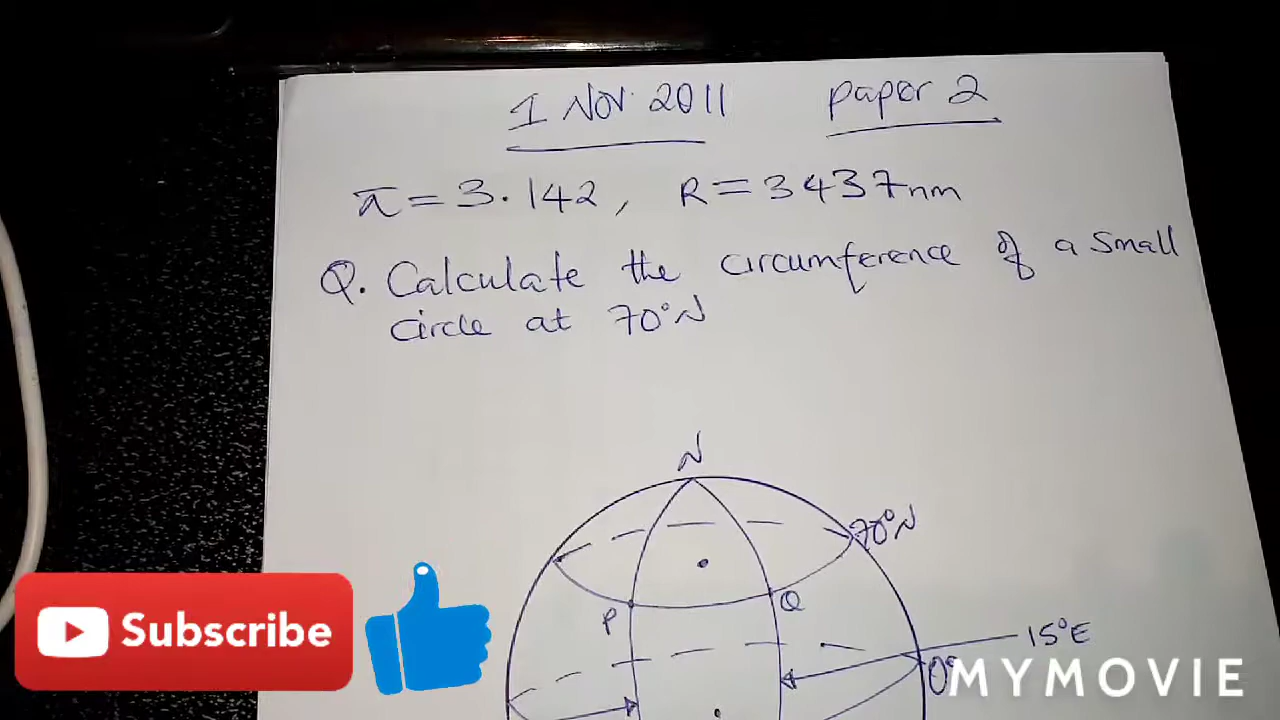 1 Nov 2011 paper 2
π = 3.142, R = 3437nm
Q. Calculate the circumference of a small
circle at 70°N
N
70°N
P
Q
15°E
0°
Subscribe
MYMOVIE